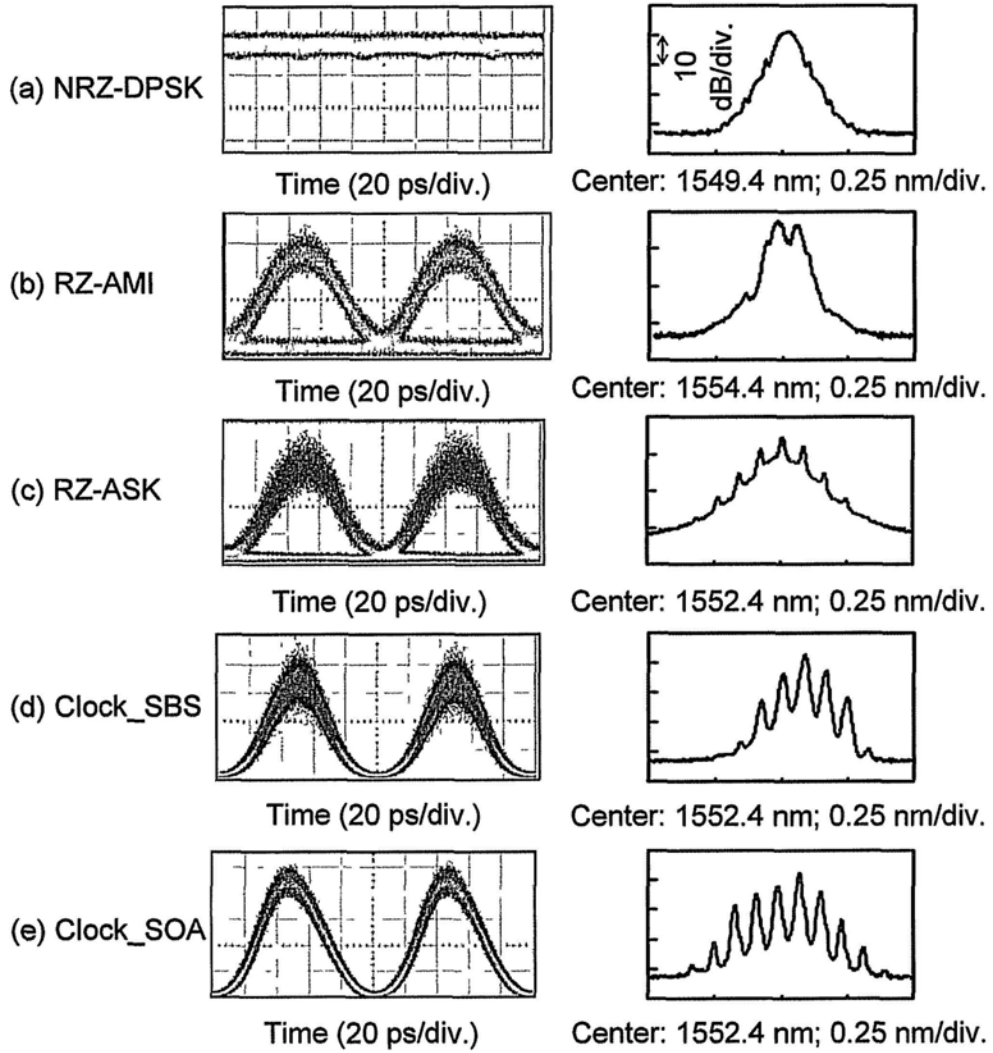 (a) NRZ-DPSK
10
dB/div.
Time (20 ps/div.)
Center: 1549.4 nm; 0.25 nm/div.
(b) RZ-AMI
Time (20 ps/div.)
Center: 1554.4 nm; 0.25 nm/div.
(c) RZ-ASK
Time (20 ps/div.)
Center: 1552.4 nm; 0.25 nm/div.
(d) Clock_SBS
Time (20 ps/div.)
Center: 1552.4 nm; 0.25 nm/div.
(e) Clock_SOA
Time (20 ps/div.)
Center: 1552.4 nm; 0.25 nm/div.